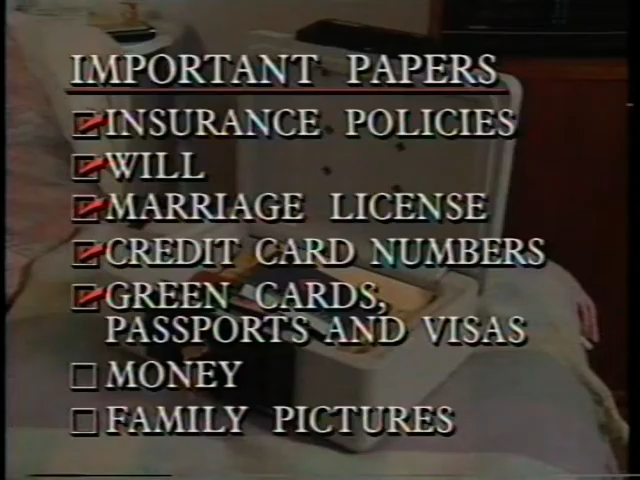 IMPORTANT PAPERS
INSURANCE POLICIES
WILL
MARRIAGE LICENSE
CREDIT CARD NUMBERS
GREEN CARDS,
PASSPORTS AND VISAS
MONEY
FAMILY PICTURES